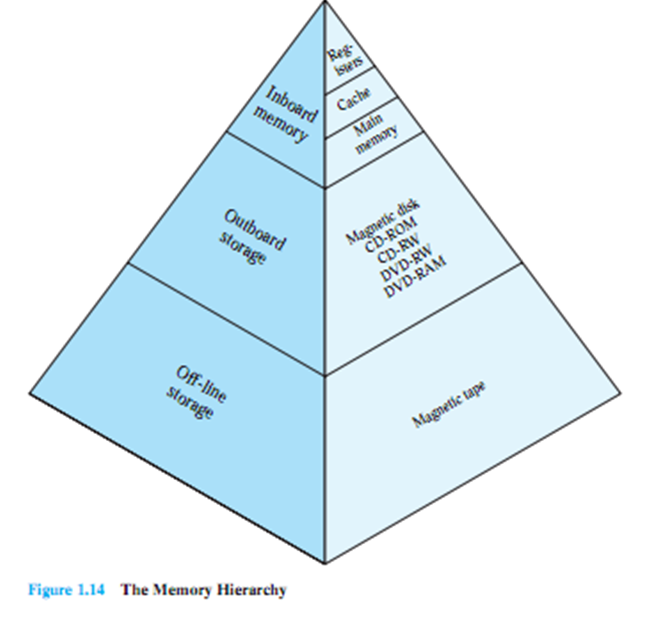 Reg-
isters
Cache
Main
memory
Inboard
memory
Outboard
storage
Magnetic disk
CD-ROM
CD-RW
DVD-RW
DVD-RAM
Off-line
storage
Magnetic tape
Figure 1.14 The Memory Hierarchy